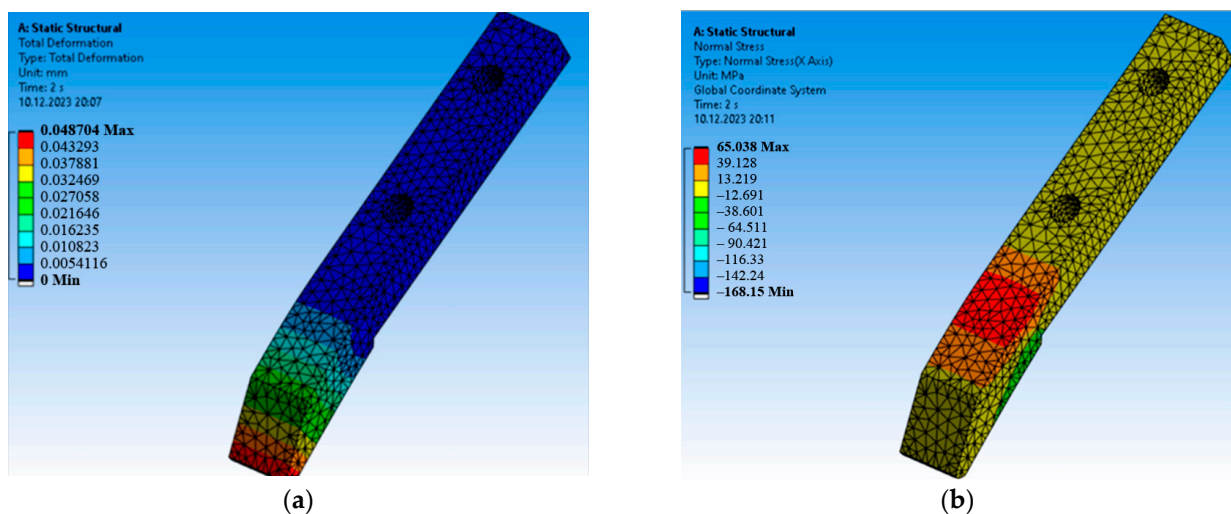 A: Static Structural
Total Deformation
Type: Total Deformation
Unit: mm
Time: 2 s
10.12.2023 20:07
0.048704 Max
0.043293
0.037881
0.032469
0.027058
0.021646
0.016235
0.010823
0.0054116
0 Min
(a)
A: Static Structural
Normal Stress
Type: Normal Stress(X Axis)
Unit: MPa
Global Coordinate System
Time: 2 s
10.12.2023 20:11
65.038 Max
39.128
13.219
−12.691
−38.601
− 64.511
− 90.421
−116.33
−142.24
−168.15 Min
(b)